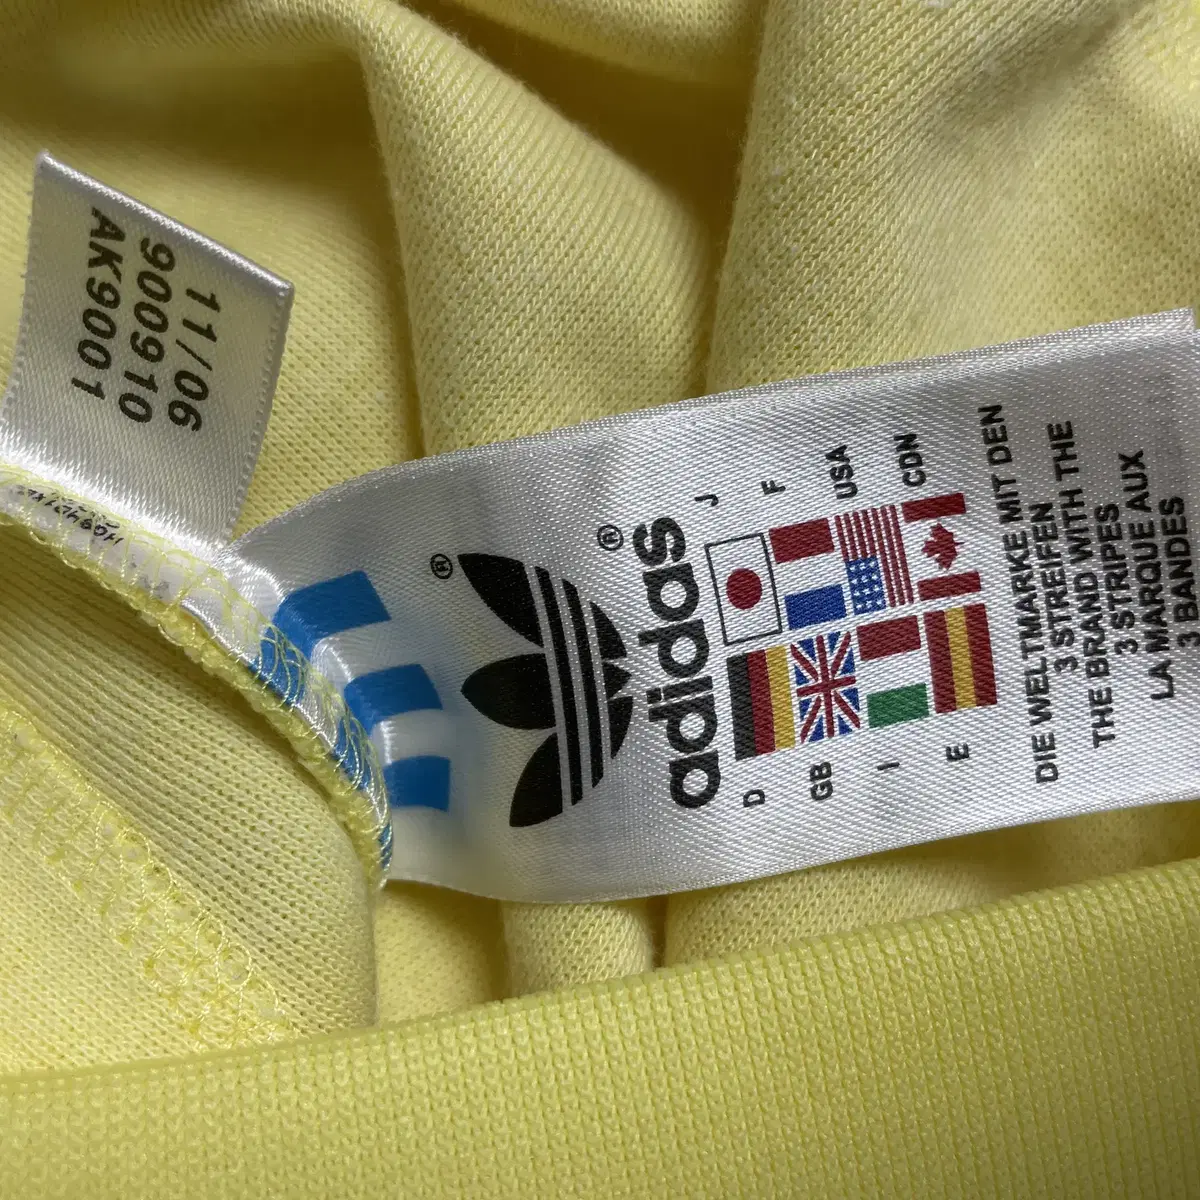 11/06
900910
AK9001
®
adidas®
J
F
USA
CDN
D
GB
I
E
DIE WELTMARKE MIT DEN
3 STREIFEN
THE BRAND WITH THE
3 STRIPES
LA MARQUE AUX
3 BANDES